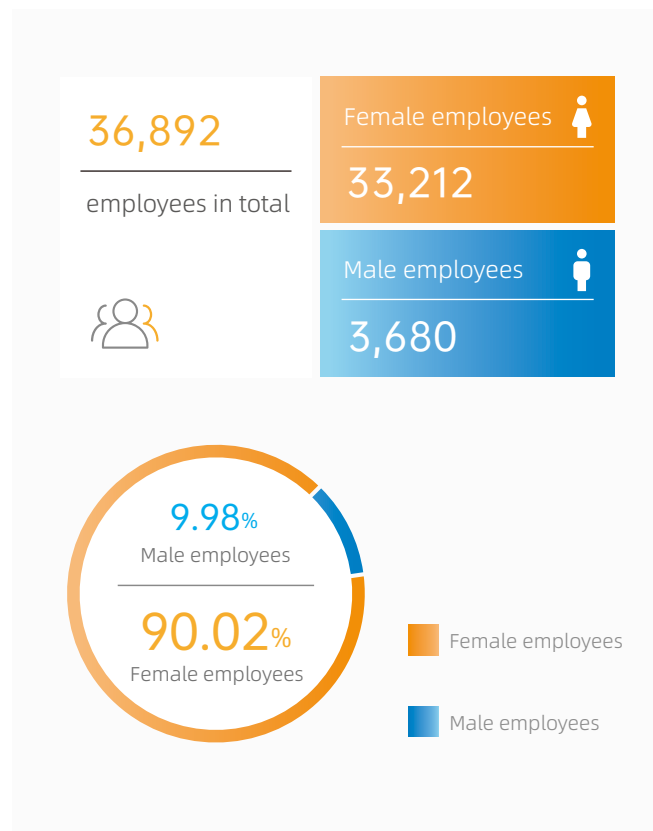 36,892
employees in total
Female employees
33,212
Male employees
3,680
9.98%
Male employees
90.02%
Female employees
Female employees
Male employees